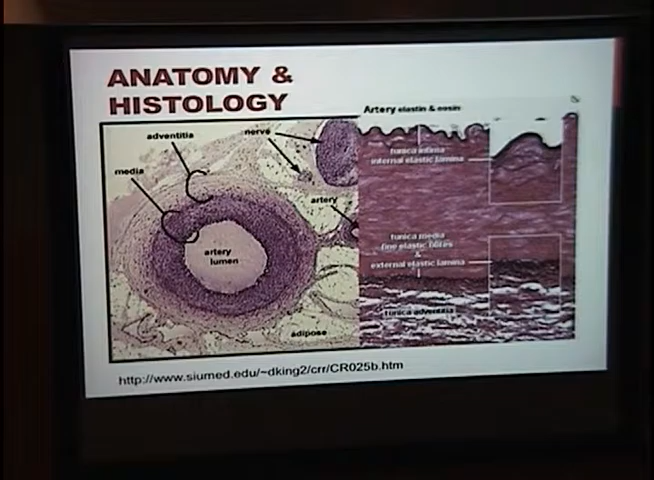 ANATOMY &
HISTOLOGY
Artery elastin & eosin
adventitia
nerve
media
artery
artery
lumen
adipose
tunica intima
internal elastic lamina
tunica media
fine elastic fibres
&
external elastic lamina
tunica adventitia
http://www.siumed.edu/~dking2/crr/CR025b.htm